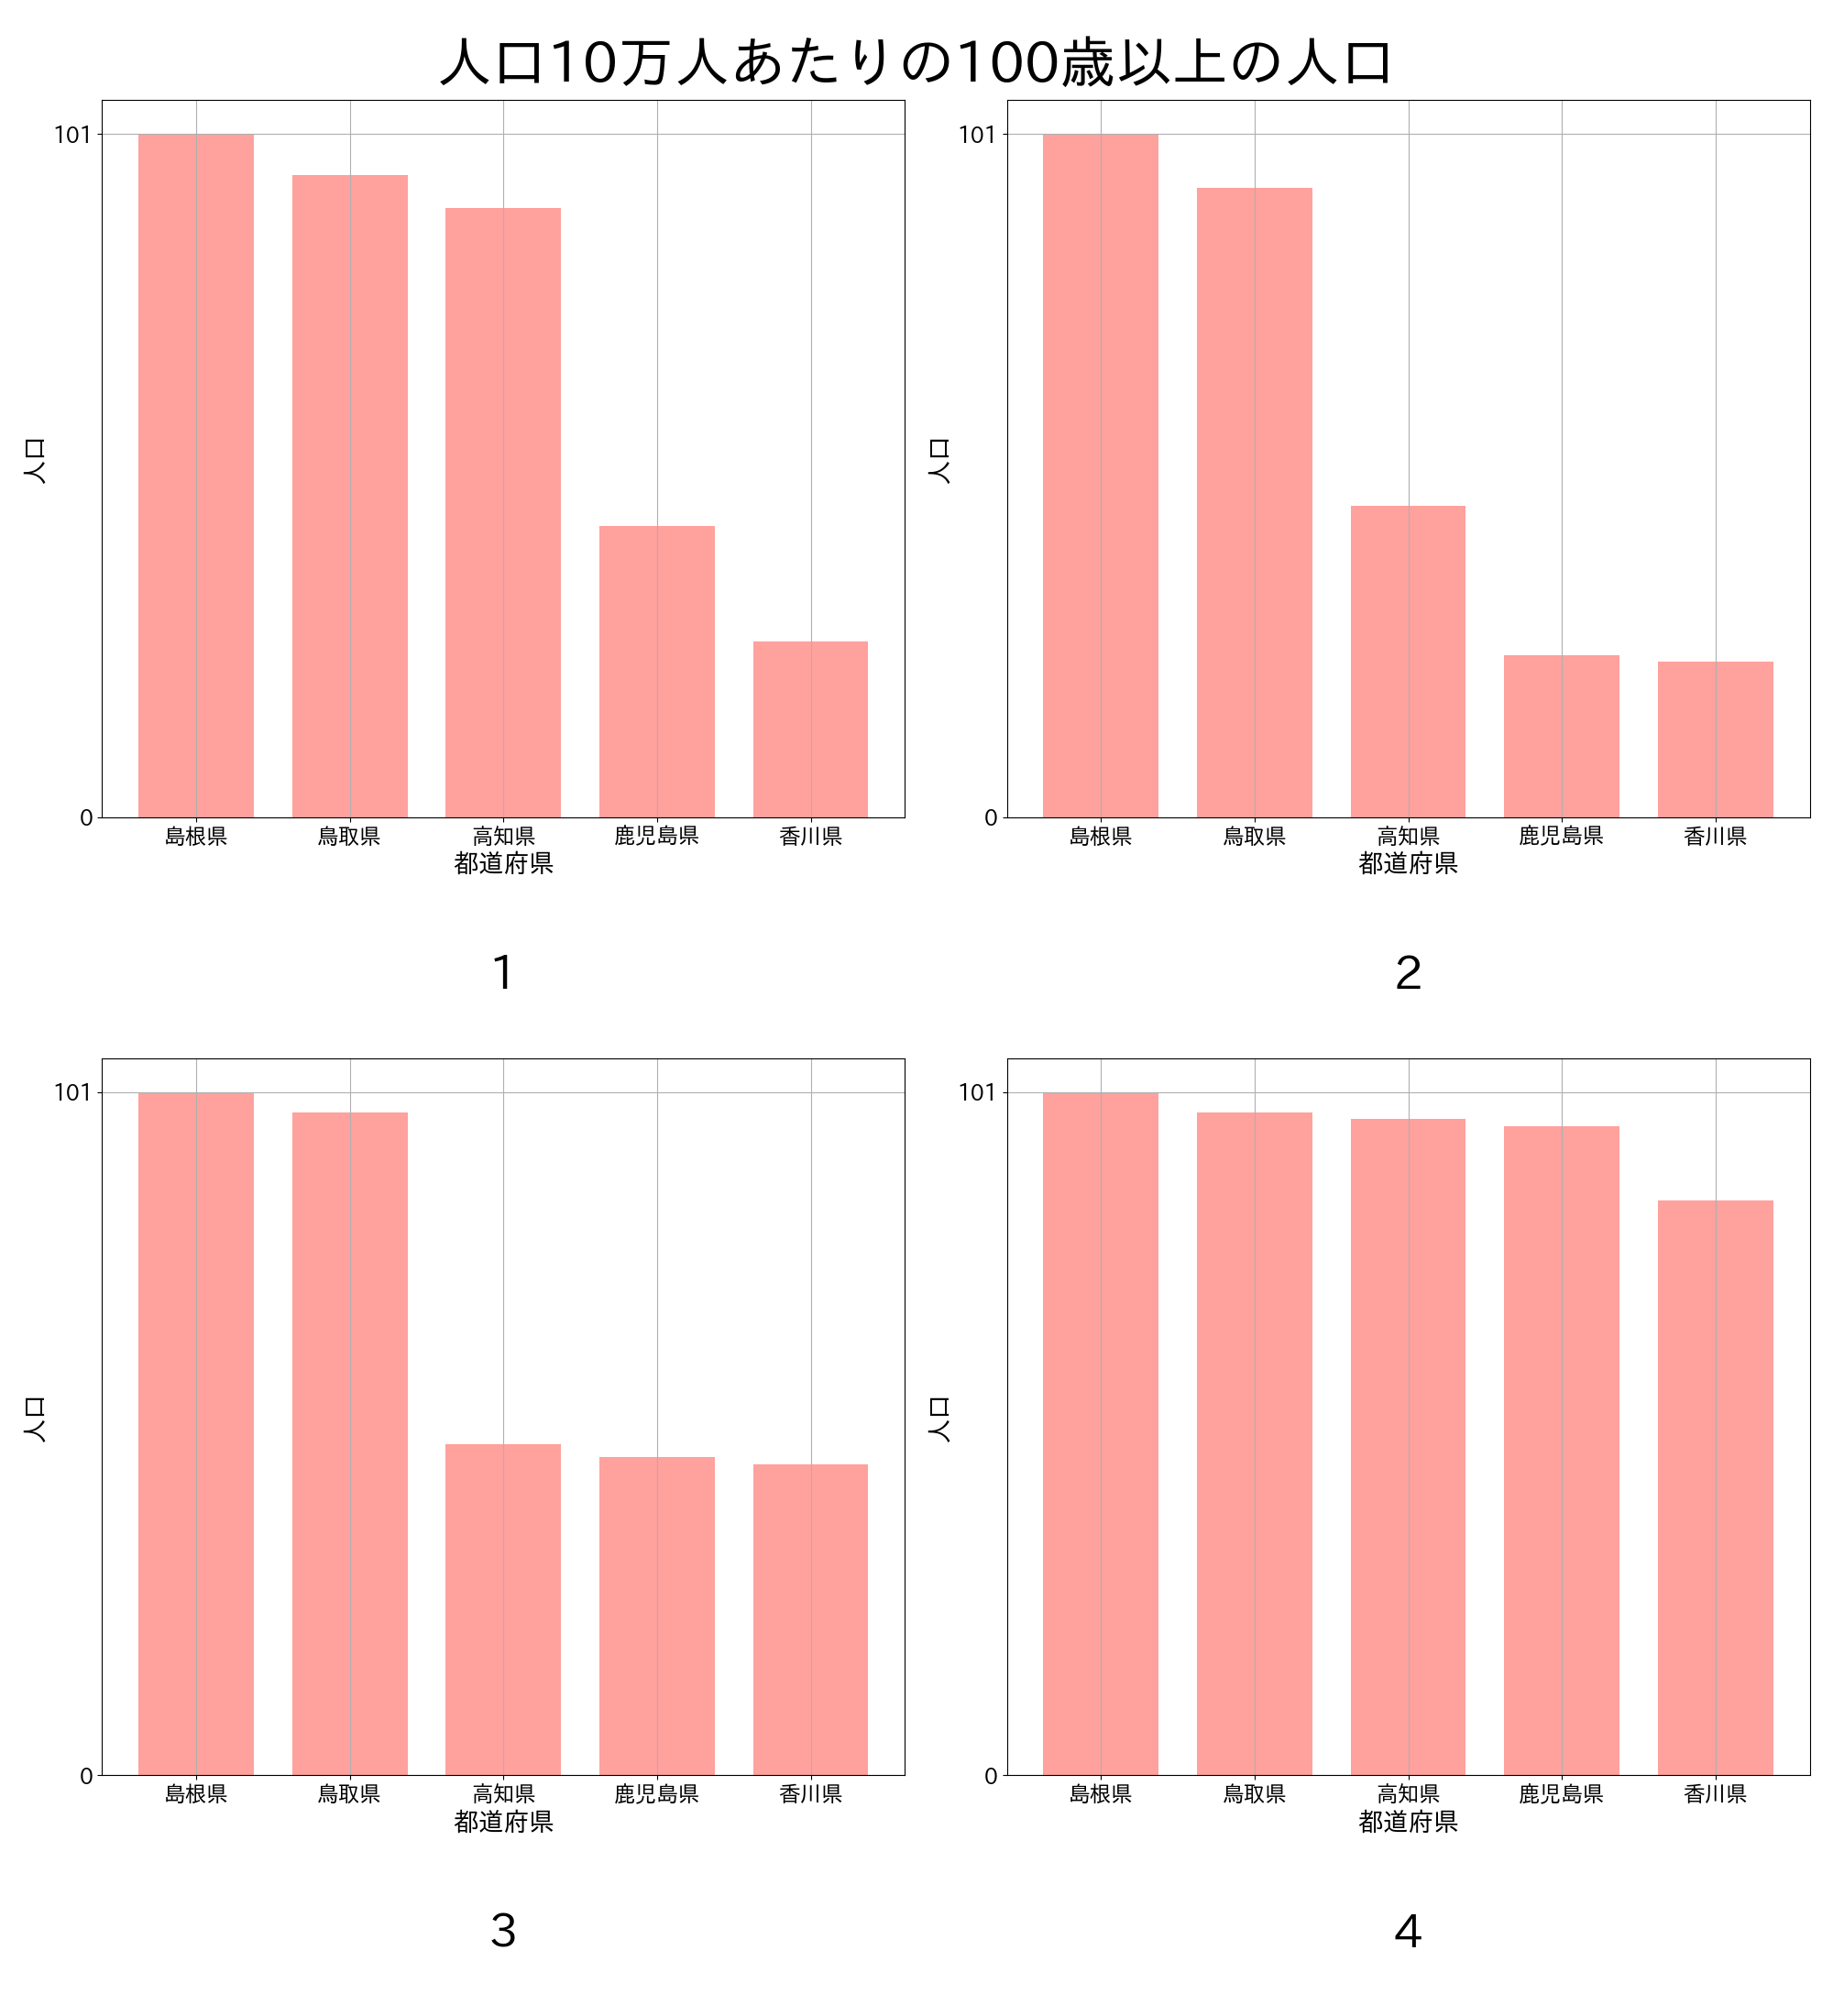 人口10万人あたりの100歳以上の人口
101
人口
0
島根県 鳥取県 高知県 鹿児島県 香川県
都道府県
1
101
人口
0
島根県 鳥取県 高知県 鹿児島県 香川県
都道府県
2
101
人口
0
島根県 鳥取県 高知県 鹿児島県 香川県
都道府県
3
101
人口
0
島根県 鳥取県 高知県 鹿児島県 香川県
都道府県
4